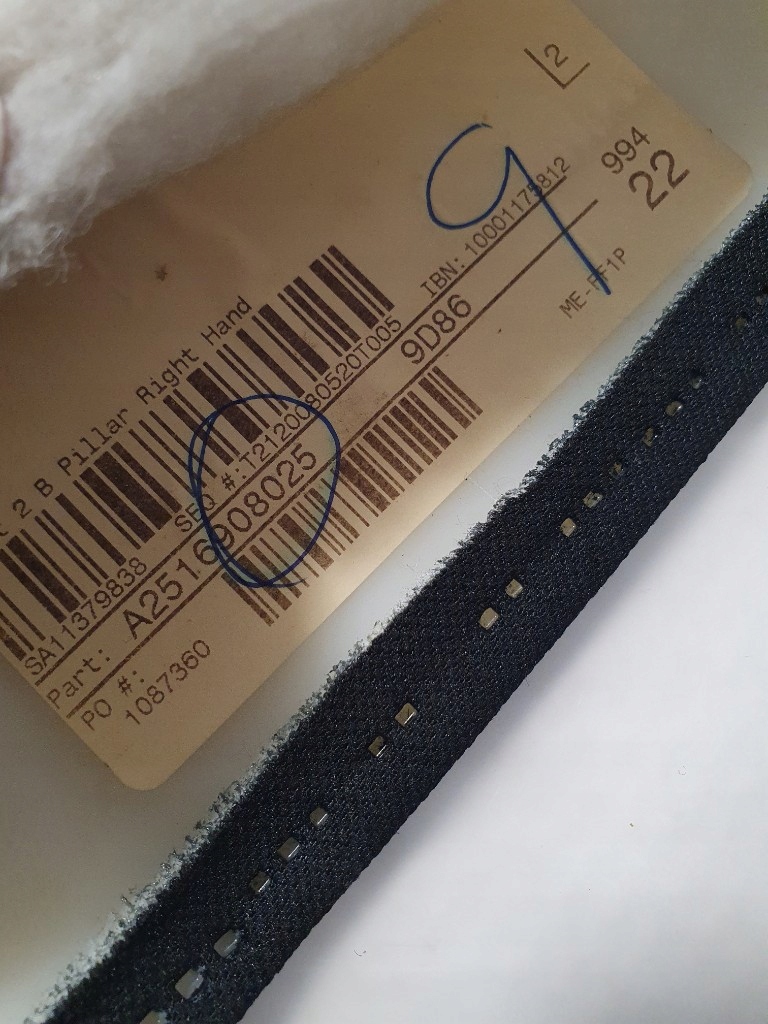 2
994
22
2 B Pillar Right Hand
IBN: 10001175812
9
SA11379838 SEQ #:T2120080520T005
9D86
ME-FF1P
Part: A2516908025
PO #:
1087360